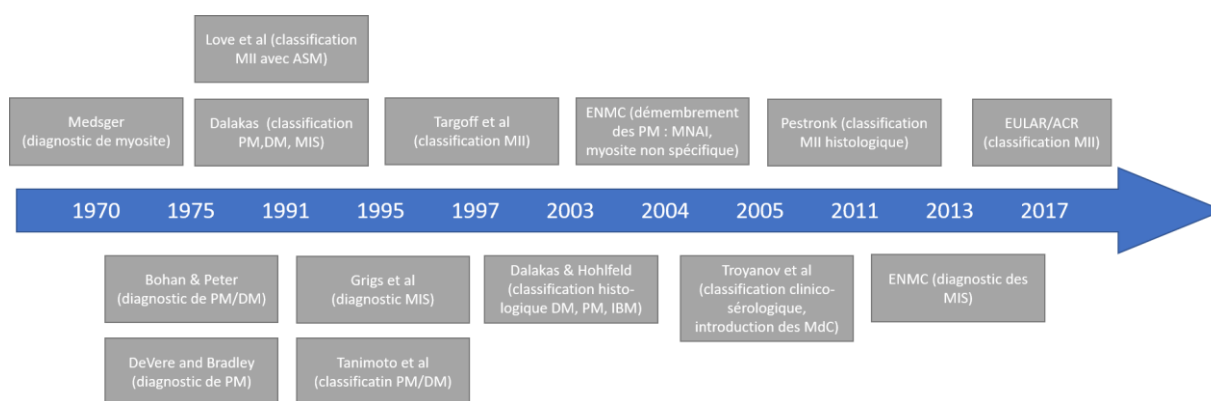 Love et al (classification
MII avec ASM)
Medsger
(diagnostic de myosite)
Dalakas (classification
PM,DM, MIS)
Targoff et al
(classification MII)
ENMC (démembrement
des PM : MNAI,
myosite non spécifique)
Pestronk (classification
MII histologique)
EULAR/ACR
(classification MII)
1970 1975 1991 1995 1997 2003 2004 2005 2011 2013 2017
Bohan & Peter
(diagnostic de PM/DM)
Grigs et al
(diagnostic MIS)
Dalakas & Hohlfeld
(classification histo-
logique DM, PM, IBM)
Troyanov et al
(classification clinico-
sérologique,
introduction des MdC)
ENMC (diagnostic des
MIS)
DeVere and Bradley
(diagnostic de PM)
Tanimoto et al
(classificatin PM/DM)